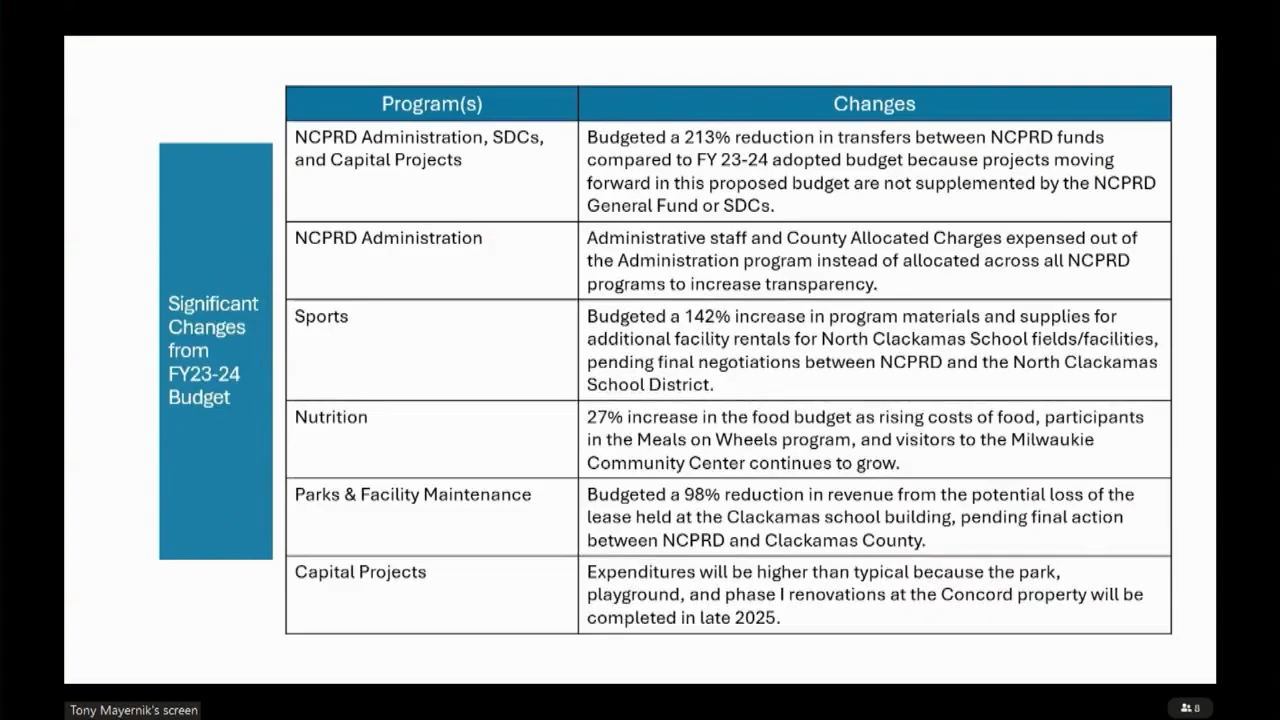 Program(s)
Changes
NCPRD Administration, SDCs,
and Capital Projects
Budgeted a 213% reduction in transfers between NCPRD funds
compared to FY 23-24 adopted budget because projects moving
forward in this proposed budget are not supplemented by the NCPRD
General Fund or SDCs.
NCPRD Administration
Administrative staff and County Allocated Charges expensed out of
the Administration program instead of allocated across all NCPRD
programs to increase transparency.
Significant
Changes
from
FY23-24
Budget
Sports
Budgeted a 142% increase in program materials and supplies for
additional facility rentals for North Clackamas School fields/facilities,
pending final negotiations between NCPRD and the North Clackamas
School District.
Nutrition
27% increase in the food budget as rising costs of food, participants
in the Meals on Wheels program, and visitors to the Milwaukie
Community Center continues to grow.
Parks & Facility Maintenance
Budgeted a 98% reduction in revenue from the potential loss of the
lease held at the Clackamas school building, pending final action
between NCPRD and Clackamas County.
Capital Projects
Expenditures will be higher than typical because the park,
playground, and phase I renovations at the Concord property will be
completed in late 2025.
Tony Mayernik's screen
8